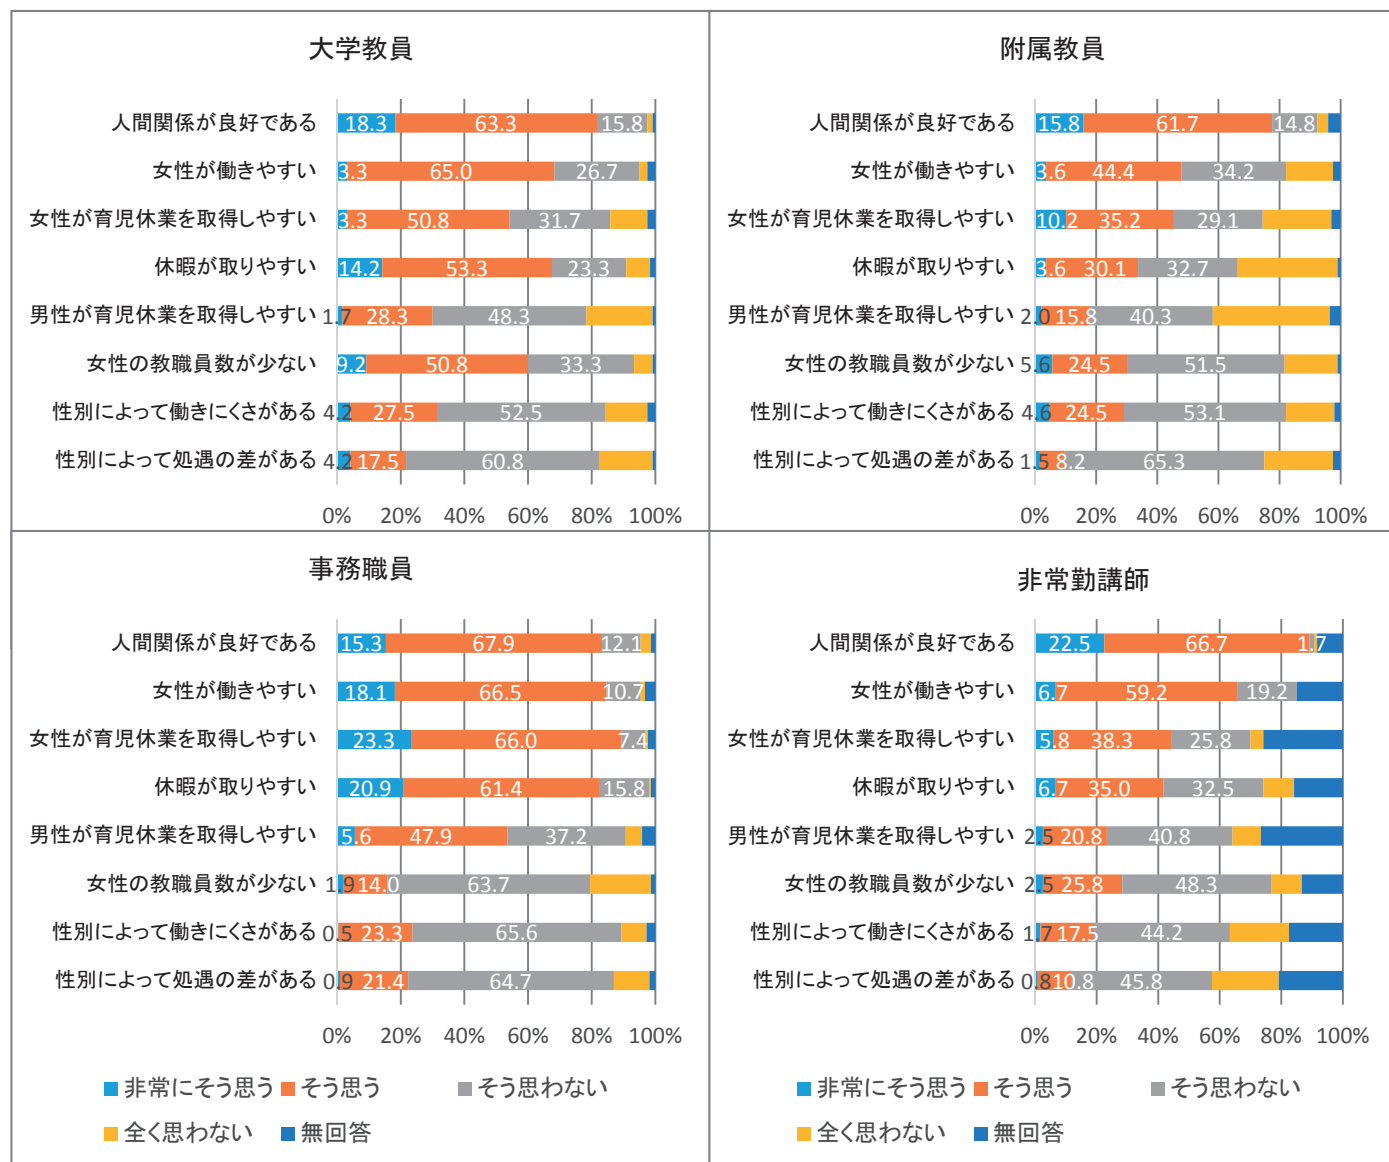 大学教員
人間関係が良好である 18.3 63.3 15.8
女性が働きやすい 3.3 65.0 26.7
女性が育児休業を取得しやすい 3.3 50.8 31.7
休暇が取りやすい 14.2 53.3 23.3
男性が育児休業を取得しやすい 1.7 28.3 48.3
女性の教職員数が少ない 9.2 50.8 33.3
性別によって働きにくさがある 4.2 27.5 52.5
性別によって処遇の差がある 4.2 17.5 60.8
0% 20% 40% 60% 80% 100%
附属教員
人間関係が良好である 15.8 61.7 14.8
女性が働きやすい 3.6 44.4 34.2
女性が育児休業を取得しやすい 10.2 35.2 29.1
休暇が取りやすい 3.6 30.1 32.7
男性が育児休業を取得しやすい 2.0 15.8 40.3
女性の教職員数が少ない 5.6 24.5 51.5
性別によって働きにくさがある 4.6 24.5 53.1
性別によって処遇の差がある 1.5 8.2 65.3
0% 20% 40% 60% 80% 100%
事務職員
人間関係が良好である 15.3 67.9 12.1
女性が働きやすい 18.1 66.5 10.7
女性が育児休業を取得しやすい 23.3 66.0 7.4
休暇が取りやすい 20.9 61.4 15.8
男性が育児休業を取得しやすい 5.6 47.9 37.2
女性の教職員数が少ない 1.9 14.0 63.7
性別によって働きにくさがある 0.5 23.3 65.6
性別によって処遇の差がある 0.9 21.4 64.7
0% 20% 40% 60% 80% 100%
非常にそう思う そう思う そう思わない
全く思わない 無回答
非常勤講師
人間関係が良好である 22.5 66.7 1.7
女性が働きやすい 6.7 59.2 19.2
女性が育児休業を取得しやすい 5.8 38.3 25.8
休暇が取りやすい 6.7 35.0 32.5
男性が育児休業を取得しやすい 2.5 20.8 40.8
女性の教職員数が少ない 2.5 25.8 48.3
性別によって働きにくさがある 1.7 17.5 44.2
性別によって処遇の差がある 0.8 10.8 45.8
0% 20% 40% 60% 80% 100%
非常にそう思う そう思う そう思わない
全く思わない 無回答